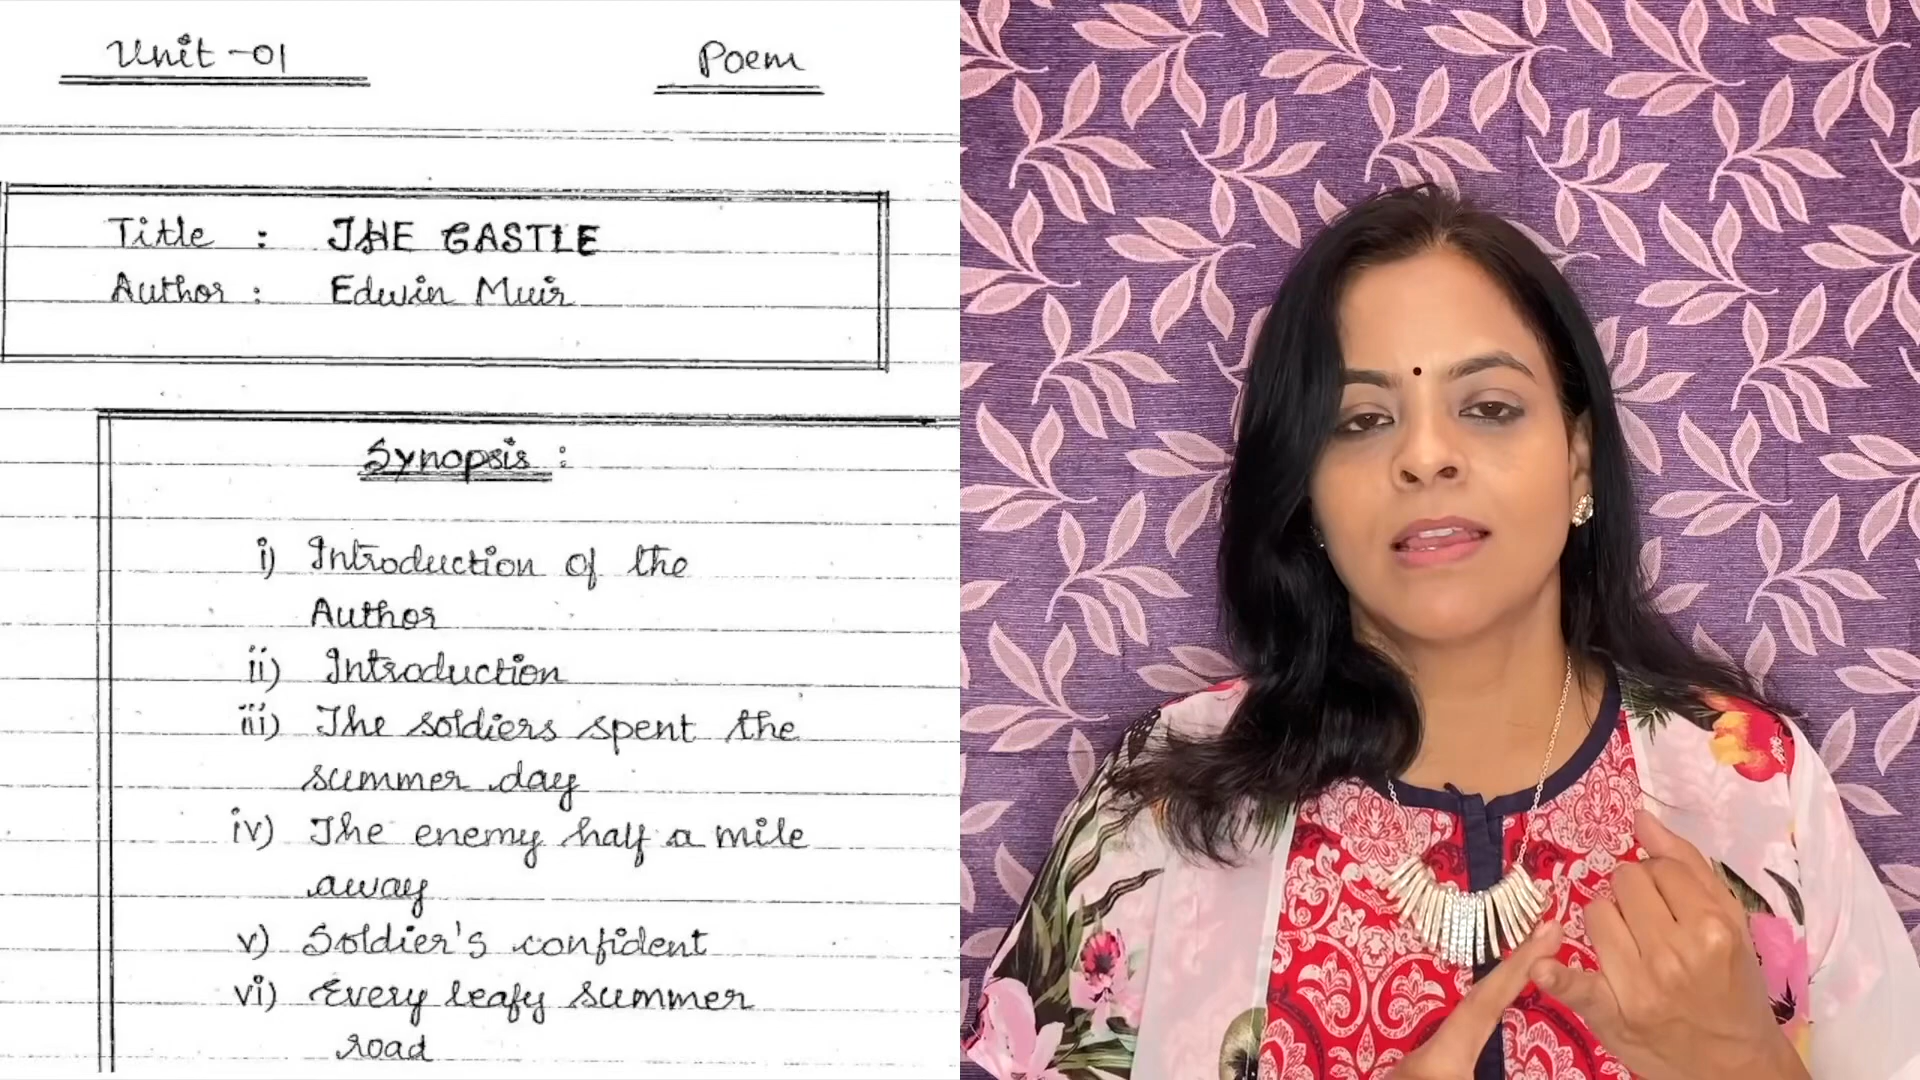 Unit -01
Poem
Title : THE CASTLE
Author : Edwin Muir
Synopsis :
i) Introduction of the
Author
ii) Introduction
iii) The soldiers spent the
summer day
iv) The enemy half a mile
away
v) Soldier's confident
vi) Every leafy summer
road